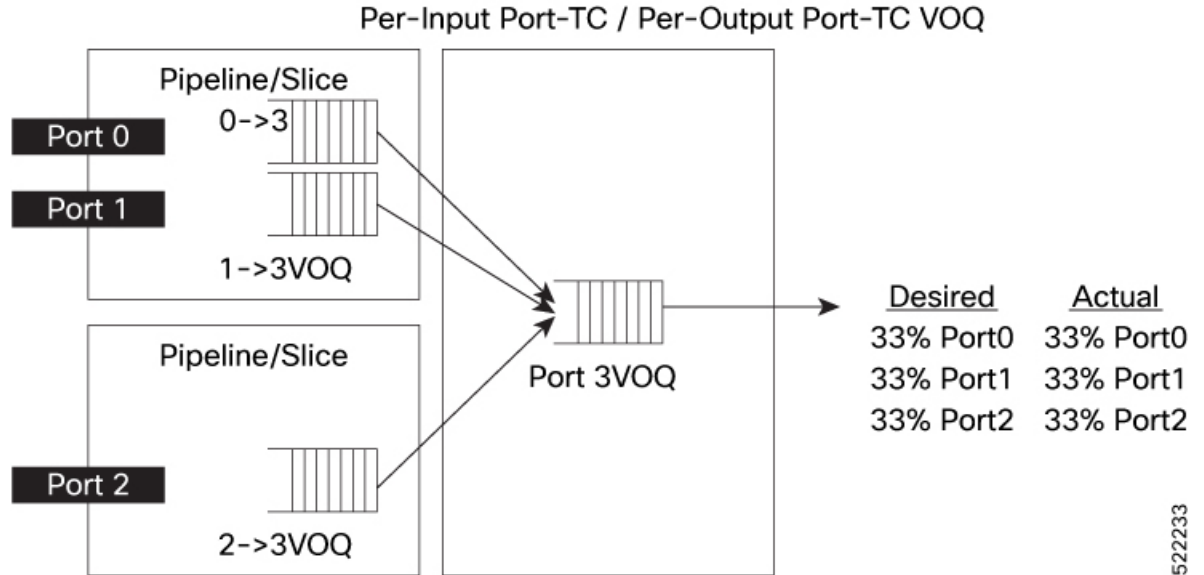 Per-Input Port-TC / Per-Output Port-TC VOQ
Pipeline/Slice
0->3
Port 0
Port 1
1->3VOQ
Pipeline/Slice
Port 2
2->3VOQ
Port 3VOQ
Desired Actual
33% Port0 33% Port0
33% Port1 33% Port1
33% Port2 33% Port2
522233